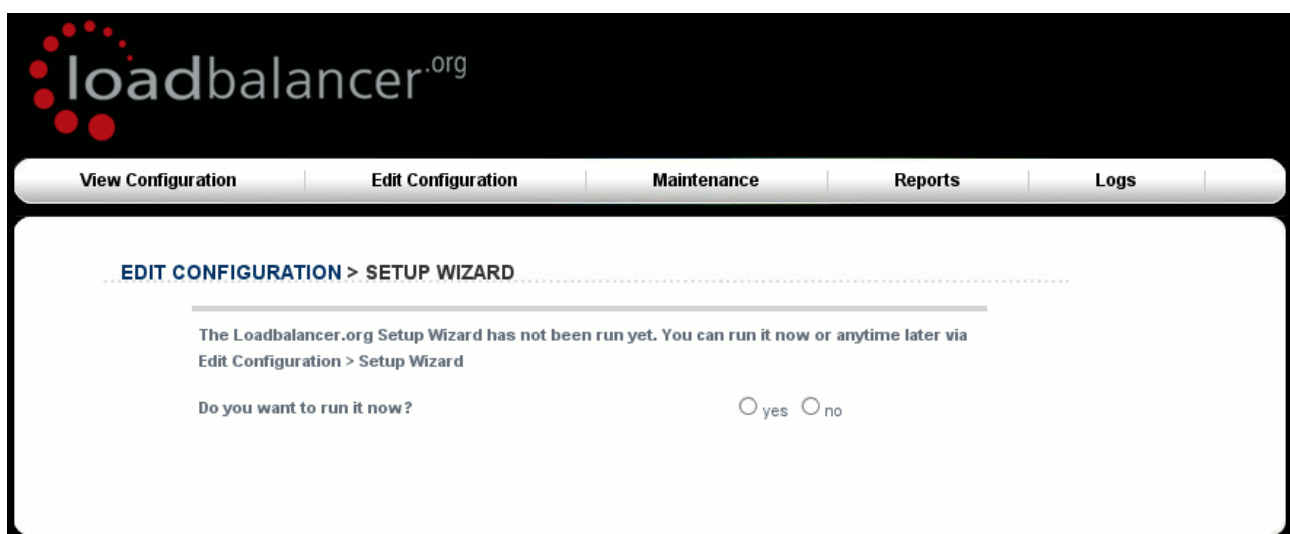 loadbalancer.org
View Configuration Edit Configuration Maintenance Reports Logs
EDIT CONFIGURATION > SETUP WIZARD
The Loadbalancer.org Setup Wizard has not been run yet. You can run it now or anytime later via
Edit Configuration > Setup Wizard
Do you want to run it now? yes no